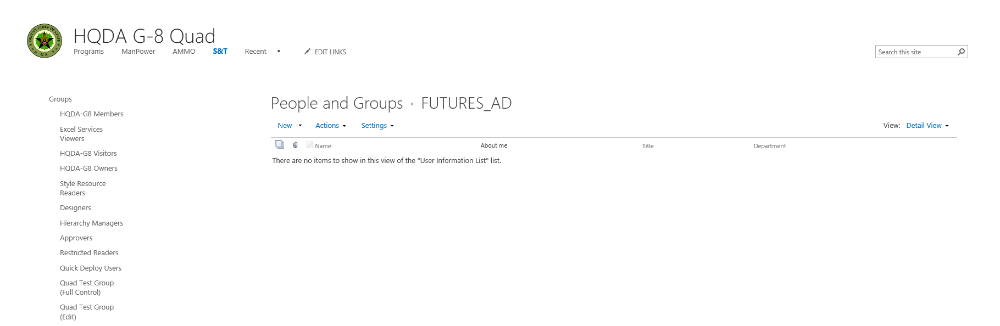 DEPUTY CHIEF OF STAFF
G 8
HQDA G-8 Quad
Programs ManPower AMMO S&T Recent EDIT LINKS
Search this site
Groups
HQDA-G8 Members
Excel Services
Viewers
HQDA-G8 Visitors
HQDA-G8 Owners
Style Resource
Readers
Designers
Hierarchy Managers
Approvers
Restricted Readers
Quick Deploy Users
Quad Test Group
(Full Control)
Quad Test Group
(Edit)
People and Groups ▸ FUTURES_AD
New Actions Settings View: Detail View
Name About me Title Department
There are no items to show in this view of the "User Information List" list.